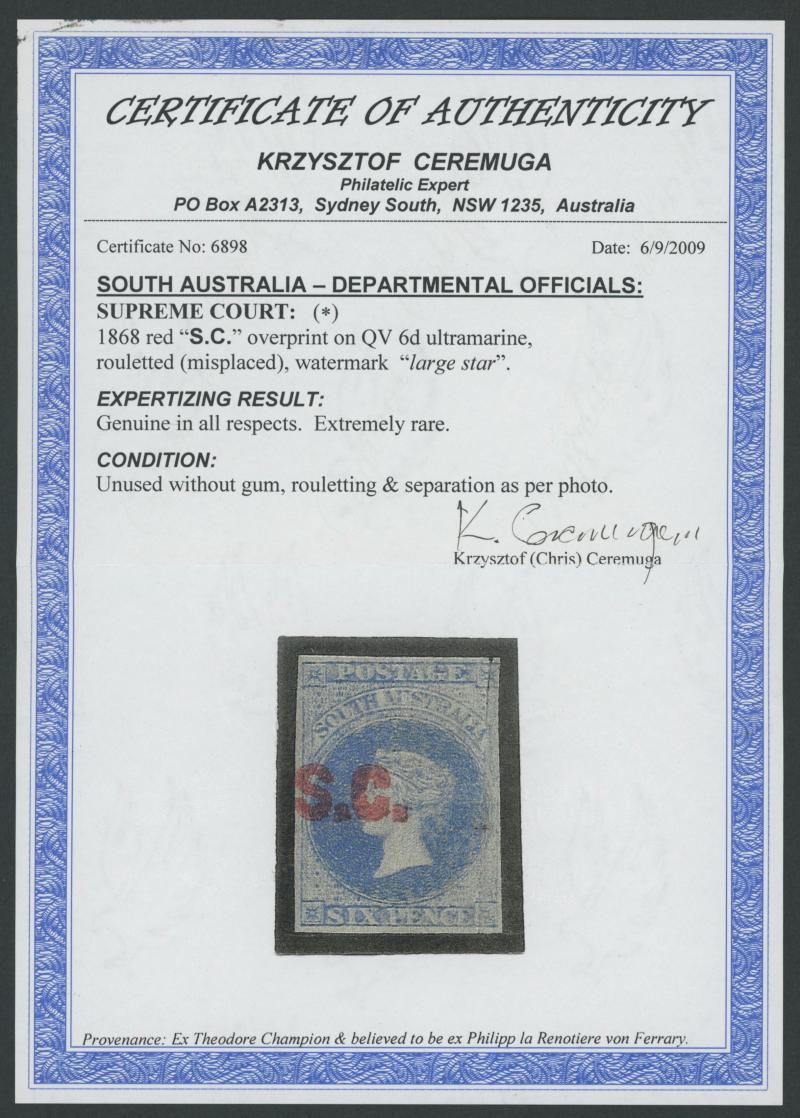 CERTIFICATE OF AUTHENTICITY
KRZYSZTOF CEREMUGA
Philatelic Expert
PO Box A2313, Sydney South, NSW 1235, Australia
Certificate No: 6898 Date: 6/9/2009
SOUTH AUSTRALIA – DEPARTMENTAL OFFICIALS:
SUPREME COURT: (*)
1868 red “S.C.” overprint on QV 6d ultramarine,
rouletted (misplaced), watermark “large star”.
EXPERTIZING RESULT:
Genuine in all respects. Extremely rare.
CONDITION:
Unused without gum, rouletting & separation as per photo.
K. Ceremuga
Krzysztof (Chris) Ceremuga
POSTAGE
SOUTH AUSTRALIA
S.C.
SIX PENCE
Provenance: Ex Theodore Champion & believed to be ex Philipp la Renotiere von Ferrary.